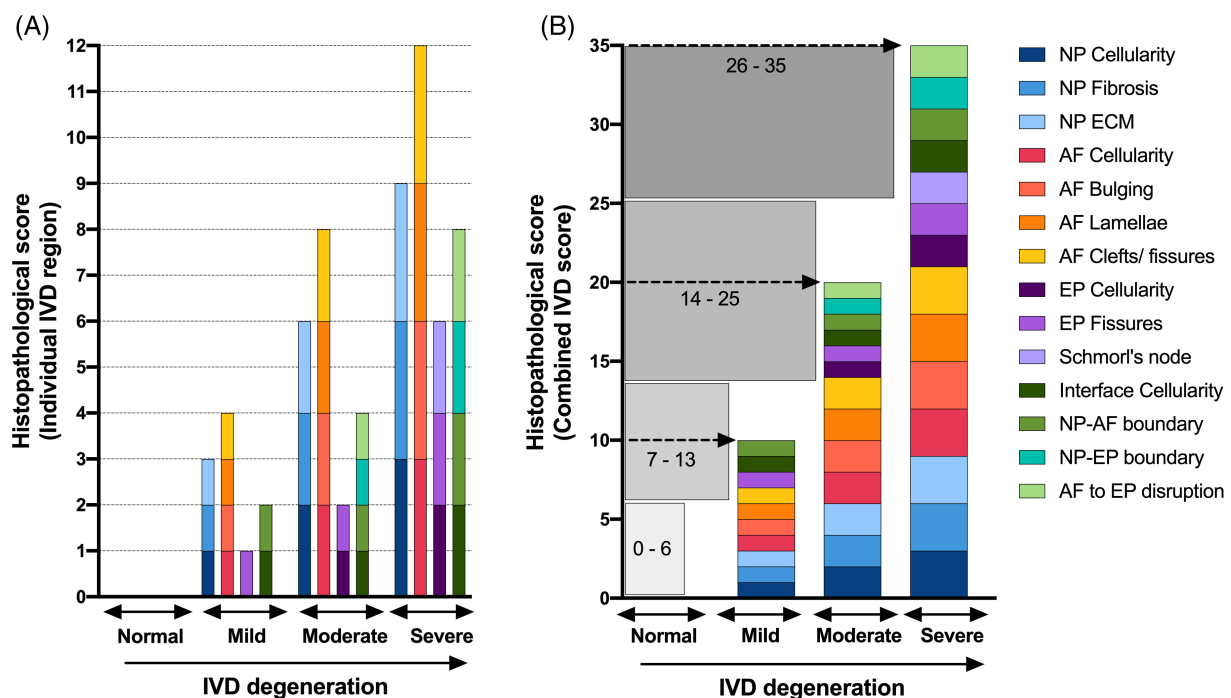 (A)
Histopathological score
(Individual IVD region)
12
11
10
9
8
7
6
5
4
3
2
1
0
Normal
Mild
Moderate
Severe
IVD degeneration
(B)
Histopathological score
(Combined IVD score)
35
30
25
20
15
10
5
0
26 - 35
14 - 25
7 - 13
0 - 6
Normal
Mild
Moderate
Severe
IVD degeneration
NP Cellularity
NP Fibrosis
NP ECM
AF Cellularity
AF Bulging
AF Lamellae
AF Clefts/ fissures
EP Cellularity
EP Fissures
Schmorl's node
Interface Cellularity
NP-AF boundary
NP-EP boundary
AF to EP disruption